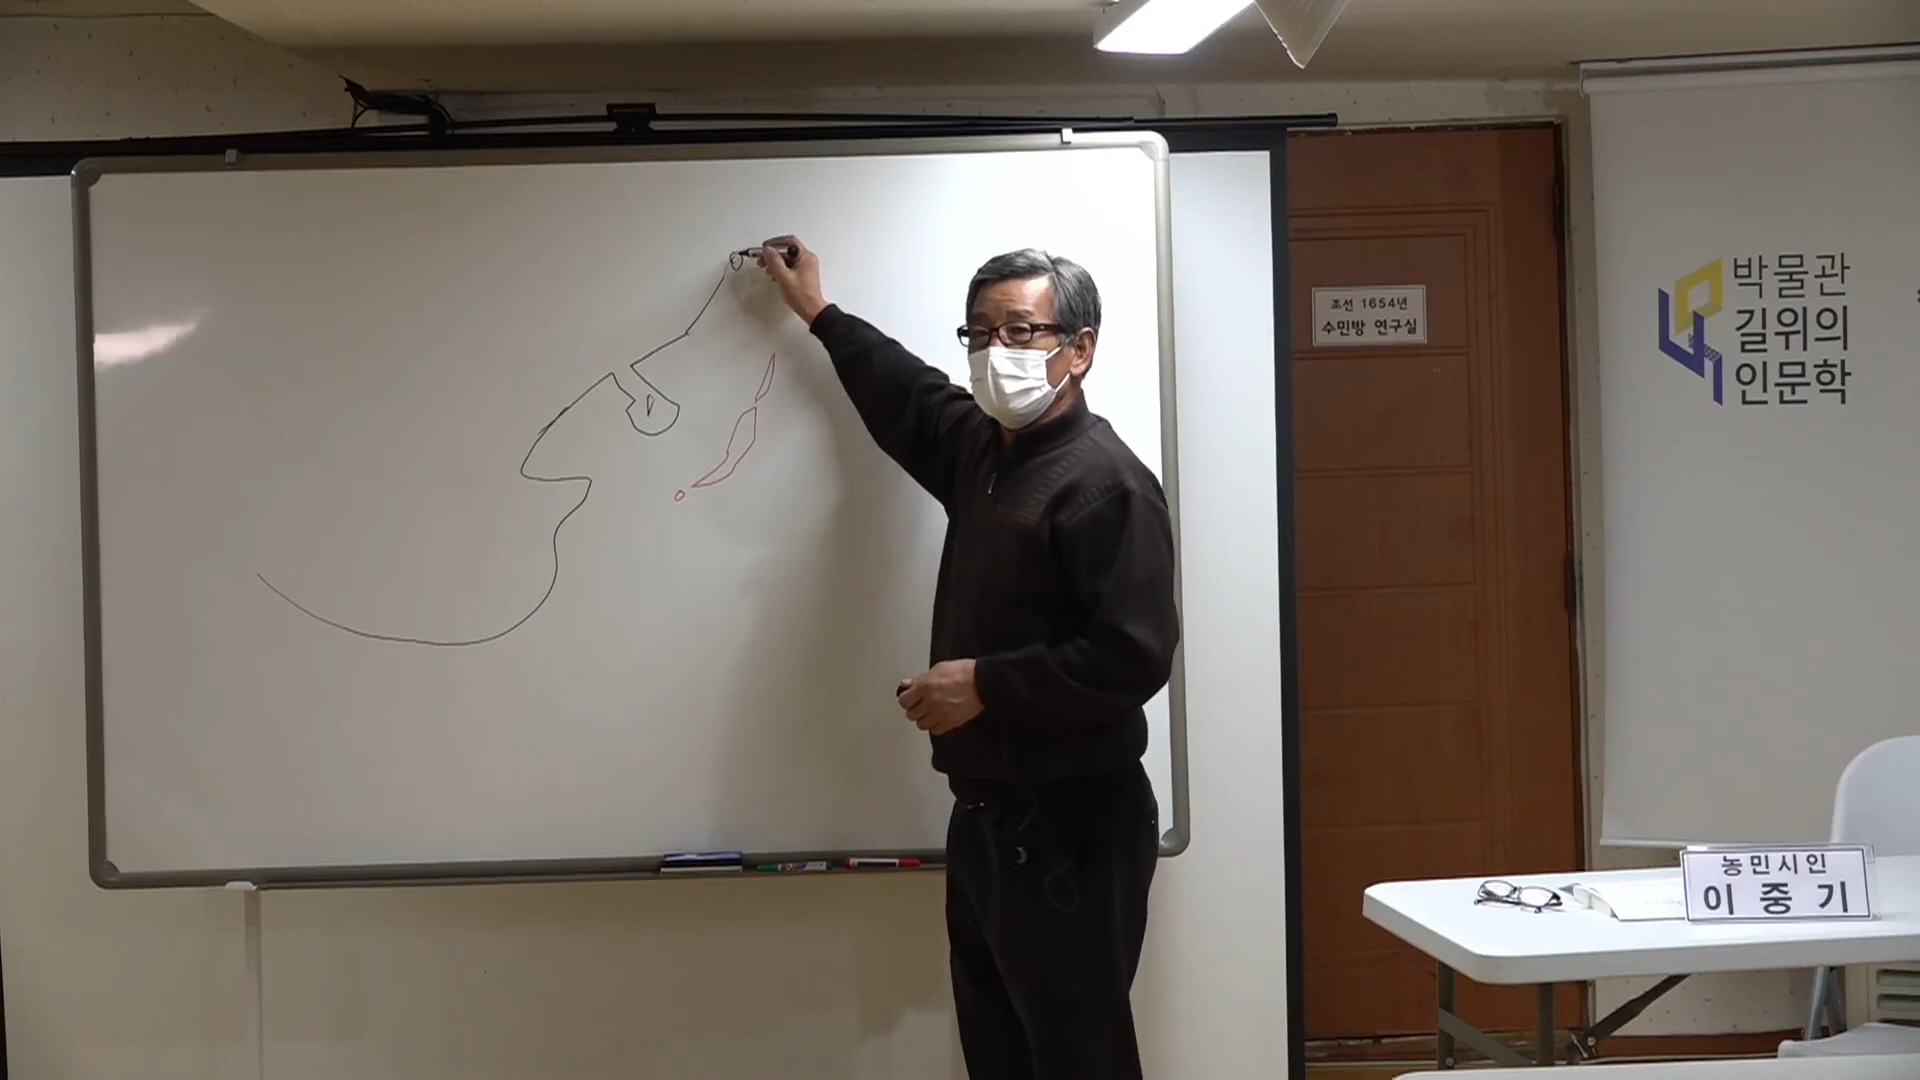 조선 1654년
수민방 연구실
박물관
길위의
인문학
농민시인
이중기